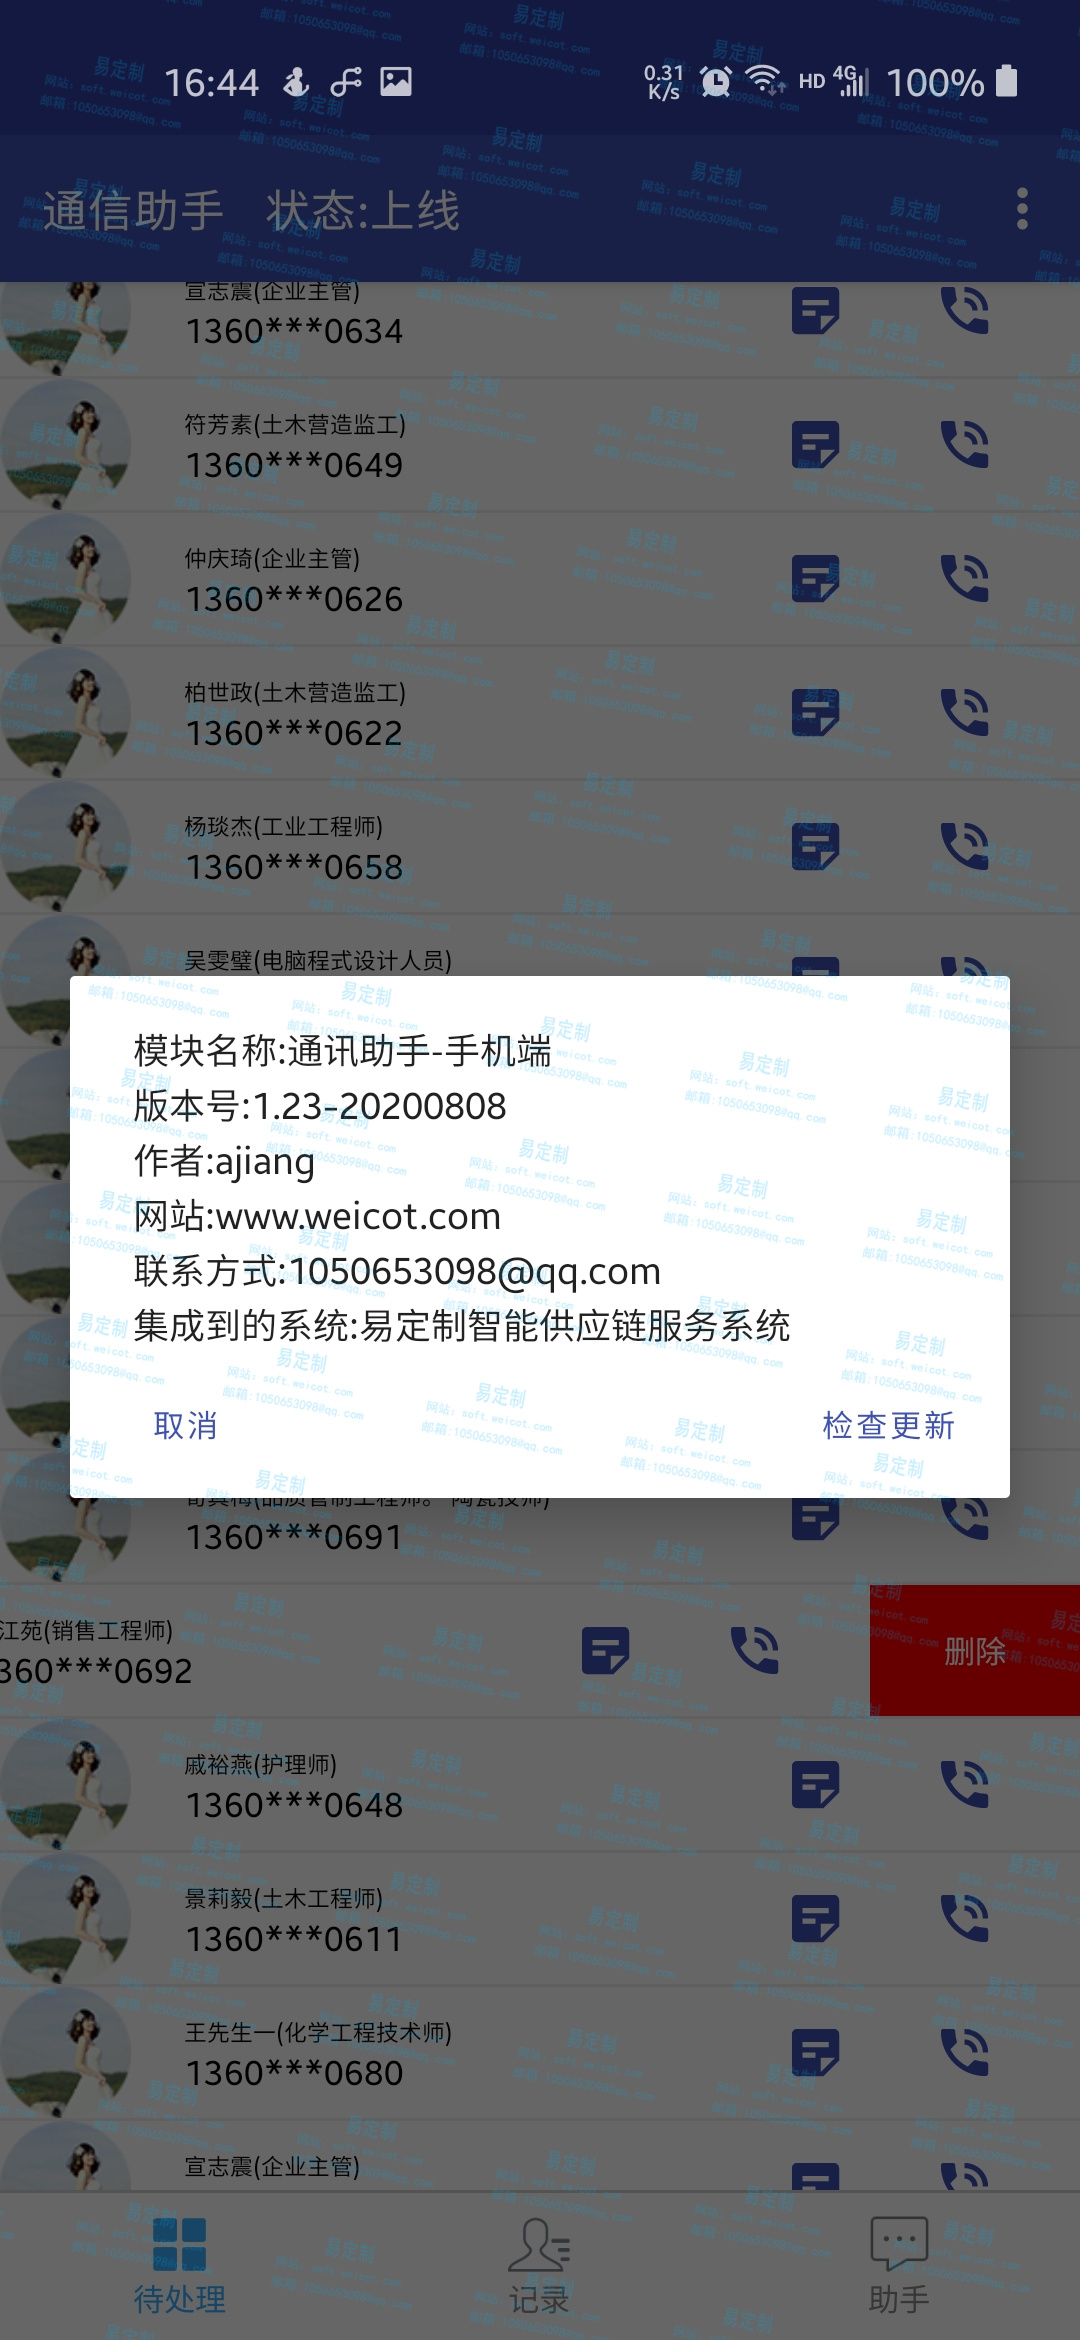 16:44
0.31
K/s
HD
4G
100%
通信助手 状态:上线
宣志震(企业主管)
1360***0634
符芳素(土木营造监工)
1360***0649
仲庆琦(企业主管)
1360***0626
柏世政(土木营造监工)
1360***0622
杨琰杰(工业工程师)
1360***0658
吴雯璧(电脑程式设计人员)
模块名称:通讯助手-手机端
版本号:1.23-20200808
作者:ajiang
网站:www.weicot.com
联系方式:1050653098@qq.com
集成到的系统:易定制智能供应链服务系统
取消
检查更新
1360***0691
江苑(销售工程师)
360***0692
删除
戚裕燕(护理师)
1360***0648
景莉毅(土木工程师)
1360***0611
王先生一(化学工程技术师)
1360***0680
宣志震(企业主管)
待处理
记录
助手
易定制
网站: soft.weicot.com
邮箱:1050653098@qq.com